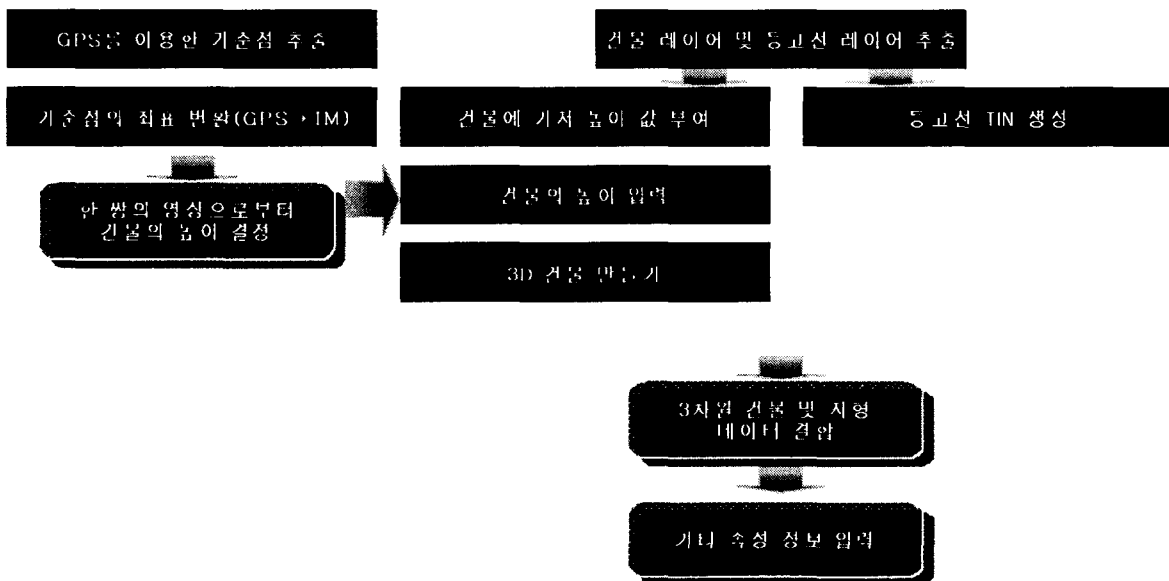 GPS를 이용한 기준점 추출
건물 레이어 및 등고선 레이어 추출
기준점의 좌표 변환(GPS→TM)
건물에 기저 높이 값 부여
등고선 TIN 생성
한 쌍의 영상으로부터
건물의 높이 결정
건물의 높이 입력
3D 건물 만들기
3차원 건물 및 지형
데이터 결합
기타 속성 정보 입력